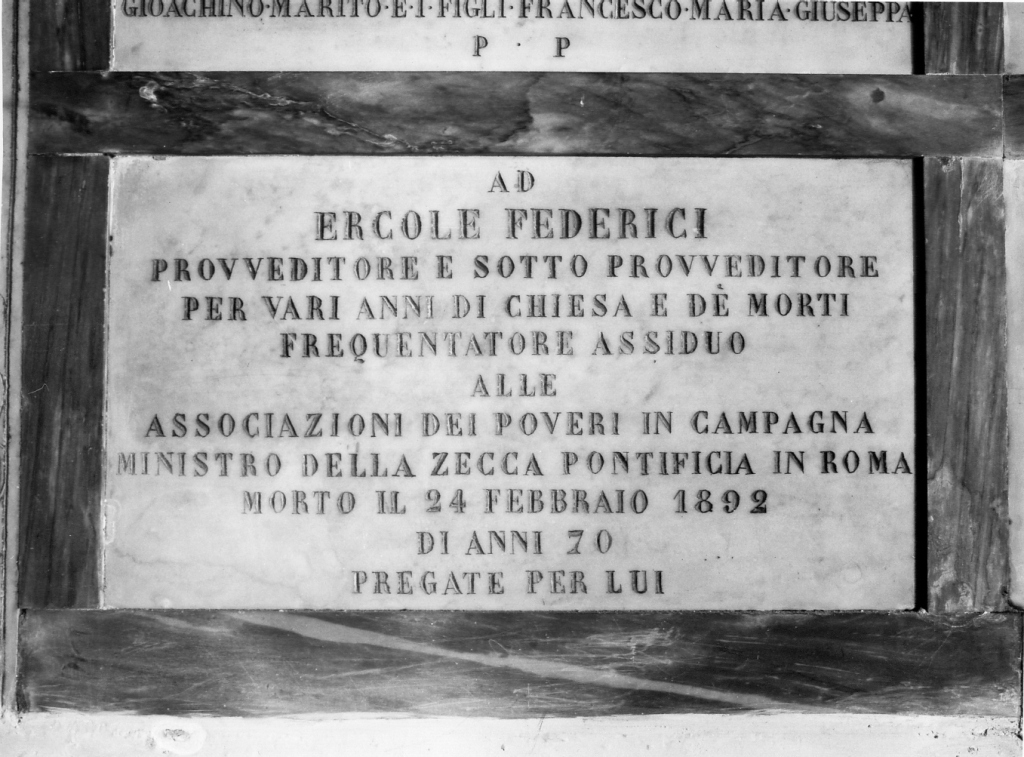 GIOACHINO·MARITO·E·I·FIGLI·FRANCESCO·MARIA·GIUSEPPA
P · P
AD
ERCOLE FEDERICI
PROVVEDITORE E SOTTO PROVVEDITORE
PER VARI ANNI DI CHIESA E DÈ MORTI
FREQUENTATORE ASSIDUO
ALLE
ASSOCIAZIONI DEI POVERI IN CAMPAGNA
MINISTRO DELLA ZECCA PONTIFICIA IN ROMA
MORTO IL 24 FEBBRAIO 1892
DI ANNI 70
PREGATE PER LUI